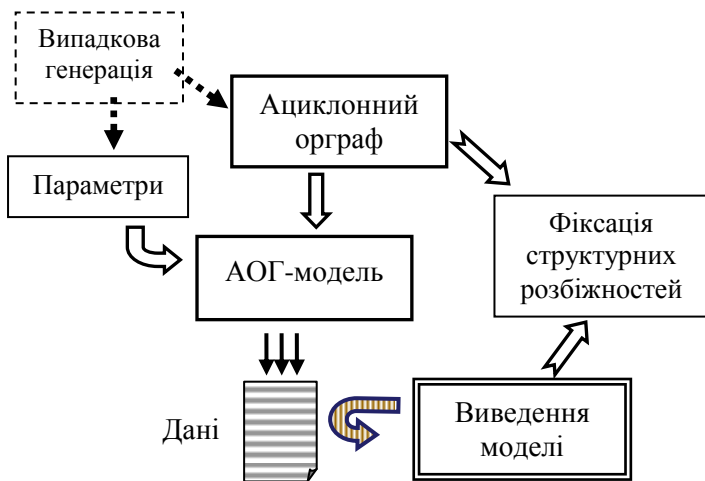 Випадкова
генерація
Ациклонний
орграф
Параметри
АОГ-модель
Фіксація
структурних
розбіжностей
Дані
Виведення
моделі